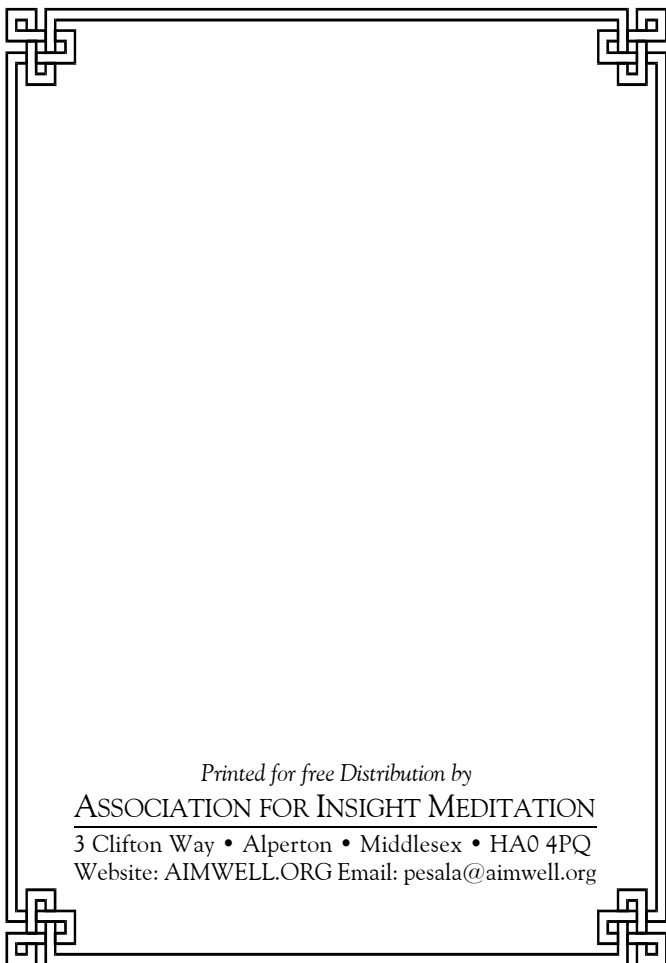 Printed for free Distribution by
ASSOCIATION FOR INSIGHT MEDITATION
3 Clifton Way • Alperton • Middlesex • HA0 4PQ
Website: AIMWELL.ORG Email: pesala@aimwell.org